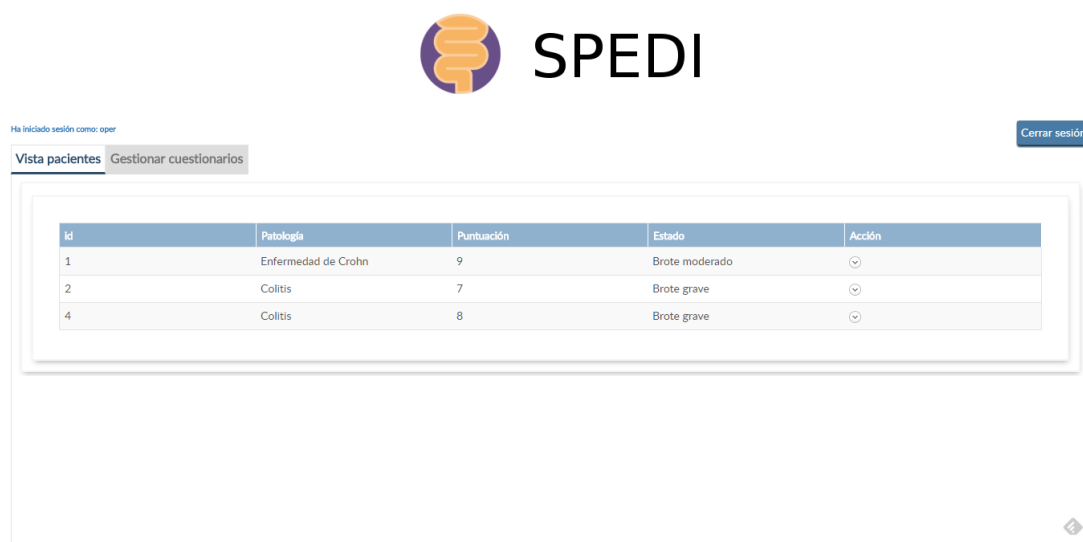 SPEDI
Ha iniciado sesión como: oper
Cerrar sesión
Vista pacientes Gestionar cuestionarios
id Patología Puntuación Estado Acción
1 Enfermedad de Crohn 9 Brote moderado
2 Colitis 7 Brote grave
4 Colitis 8 Brote grave